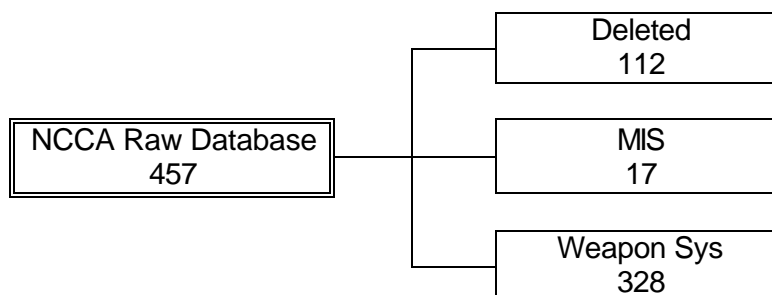 Deleted
112
NCCA Raw Database
457
MIS
17
Weapon Sys
328